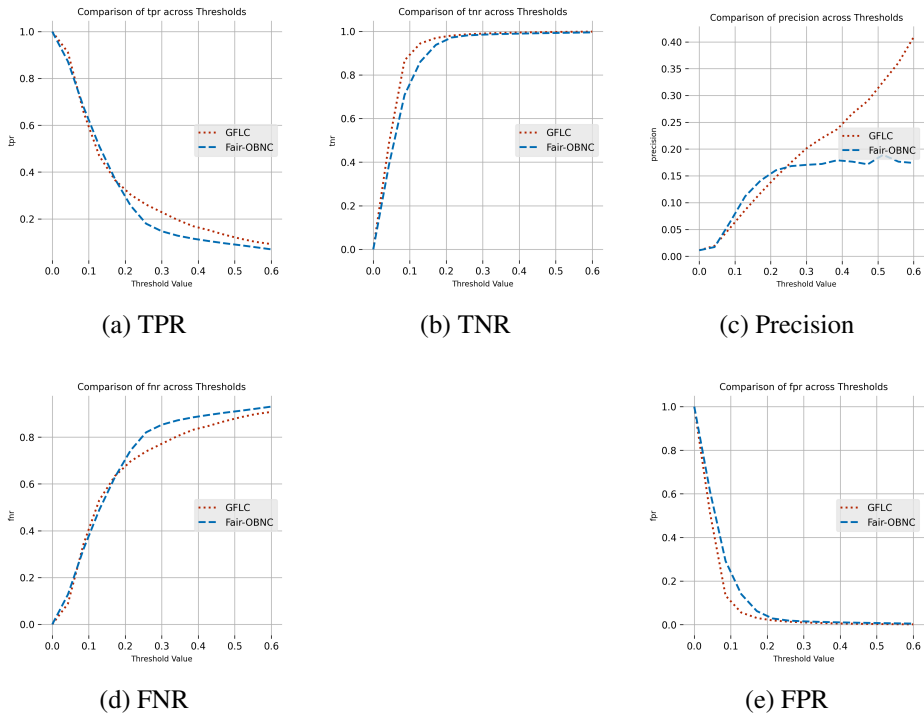 Comparison of tpr across Thresholds
1.0
0.8
0.6
0.4
0.2
tpr
GFLC
Fair-OBNC
0.0 0.1 0.2 0.3 0.4 0.5 0.6
Threshold Value
(a) TPR
Comparison of tnr across Thresholds
1.0
0.8
0.6
0.4
0.2
0.0
tnr
GFLC
Fair-OBNC
0.0 0.1 0.2 0.3 0.4 0.5 0.6
Threshold Value
(b) TNR
Comparison of precision across Thresholds
0.40
0.35
0.30
0.25
0.20
0.15
0.10
0.05
0.00
precision
GFLC
Fair-OBNC
0.0 0.1 0.2 0.3 0.4 0.5 0.6
Threshold Value
(c) Precision
Comparison of fnr across Thresholds
0.8
0.6
0.4
0.2
0.0
fnr
GFLC
Fair-OBNC
0.0 0.1 0.2 0.3 0.4 0.5 0.6
Threshold Value
(d) FNR
Comparison of fpr across Thresholds
1.0
0.8
0.6
0.4
0.2
0.0
fpr
GFLC
Fair-OBNC
0.0 0.1 0.2 0.3 0.4 0.5 0.6
Threshold Value
(e) FPR